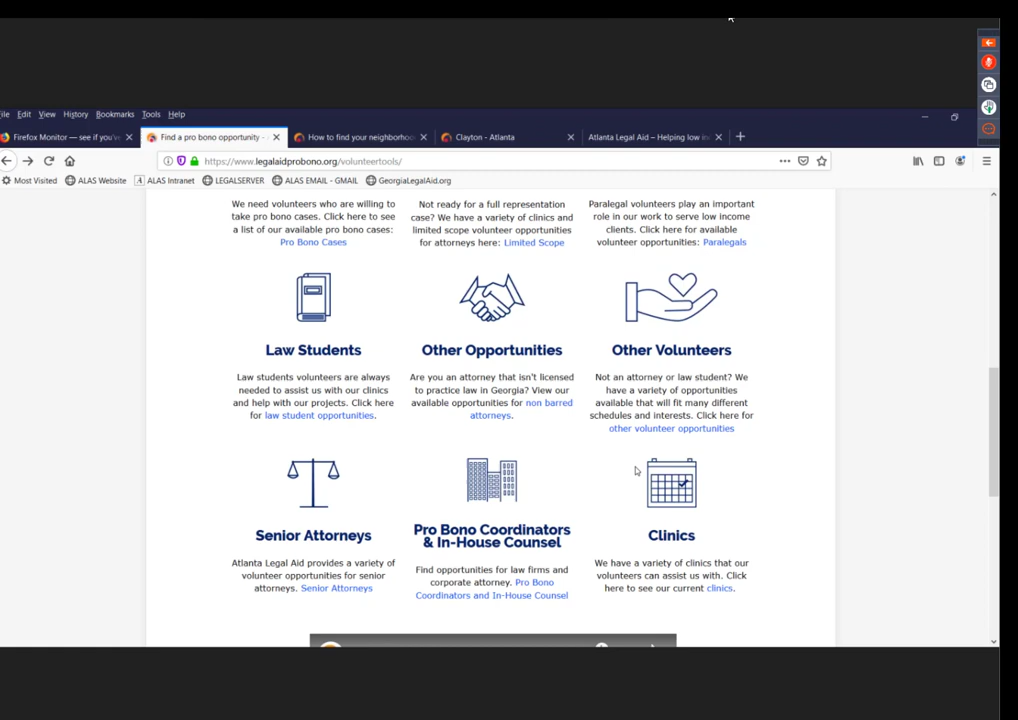 File Edit View History Bookmarks Tools Help
Firefox Monitor — see if you've
Find a pro bono opportunity -
How to find your neighborhoo
Clayton - Atlanta
Atlanta Legal Aid – Helping low in
https://www.legalaidprobono.org/volunteertools/
Most Visited ALAS Website ALAS Intranet LEGALSERVER ALAS EMAIL - GMAIL GeorgiaLegalAid.org
We need volunteers who are willing to
take pro bono cases. Click here to see
a list of our available pro bono cases:
Pro Bono Cases
Not ready for a full representation
case? We have a variety of clinics and
limited scope volunteer opportunities
for attorneys here: Limited Scope
Paralegal volunteers play an important
role in our work to serve low income
clients. Click here for available
volunteer opportunities: Paralegals
Law Students
Law students volunteers are always
needed to assist us with our clinics
and help with our projects. Click here
for law student opportunities.
Other Opportunities
Are you an attorney that isn't licensed
to practice law in Georgia? View our
available opportunities for non barred
attorneys.
Other Volunteers
Not an attorney or law student? We
have a variety of opportunities
available that will fit many different
schedules and interests. Click here for
other volunteer opportunities
Senior Attorneys
Atlanta Legal Aid provides a variety of
volunteer opportunities for senior
attorneys. Senior Attorneys
Pro Bono Coordinators
& In-House Counsel
Find opportunities for law firms and
corporate attorney. Pro Bono
Coordinators and In-House Counsel
Clinics
We have a variety of clinics that our
volunteers can assist us with. Click
here to see our current clinics.